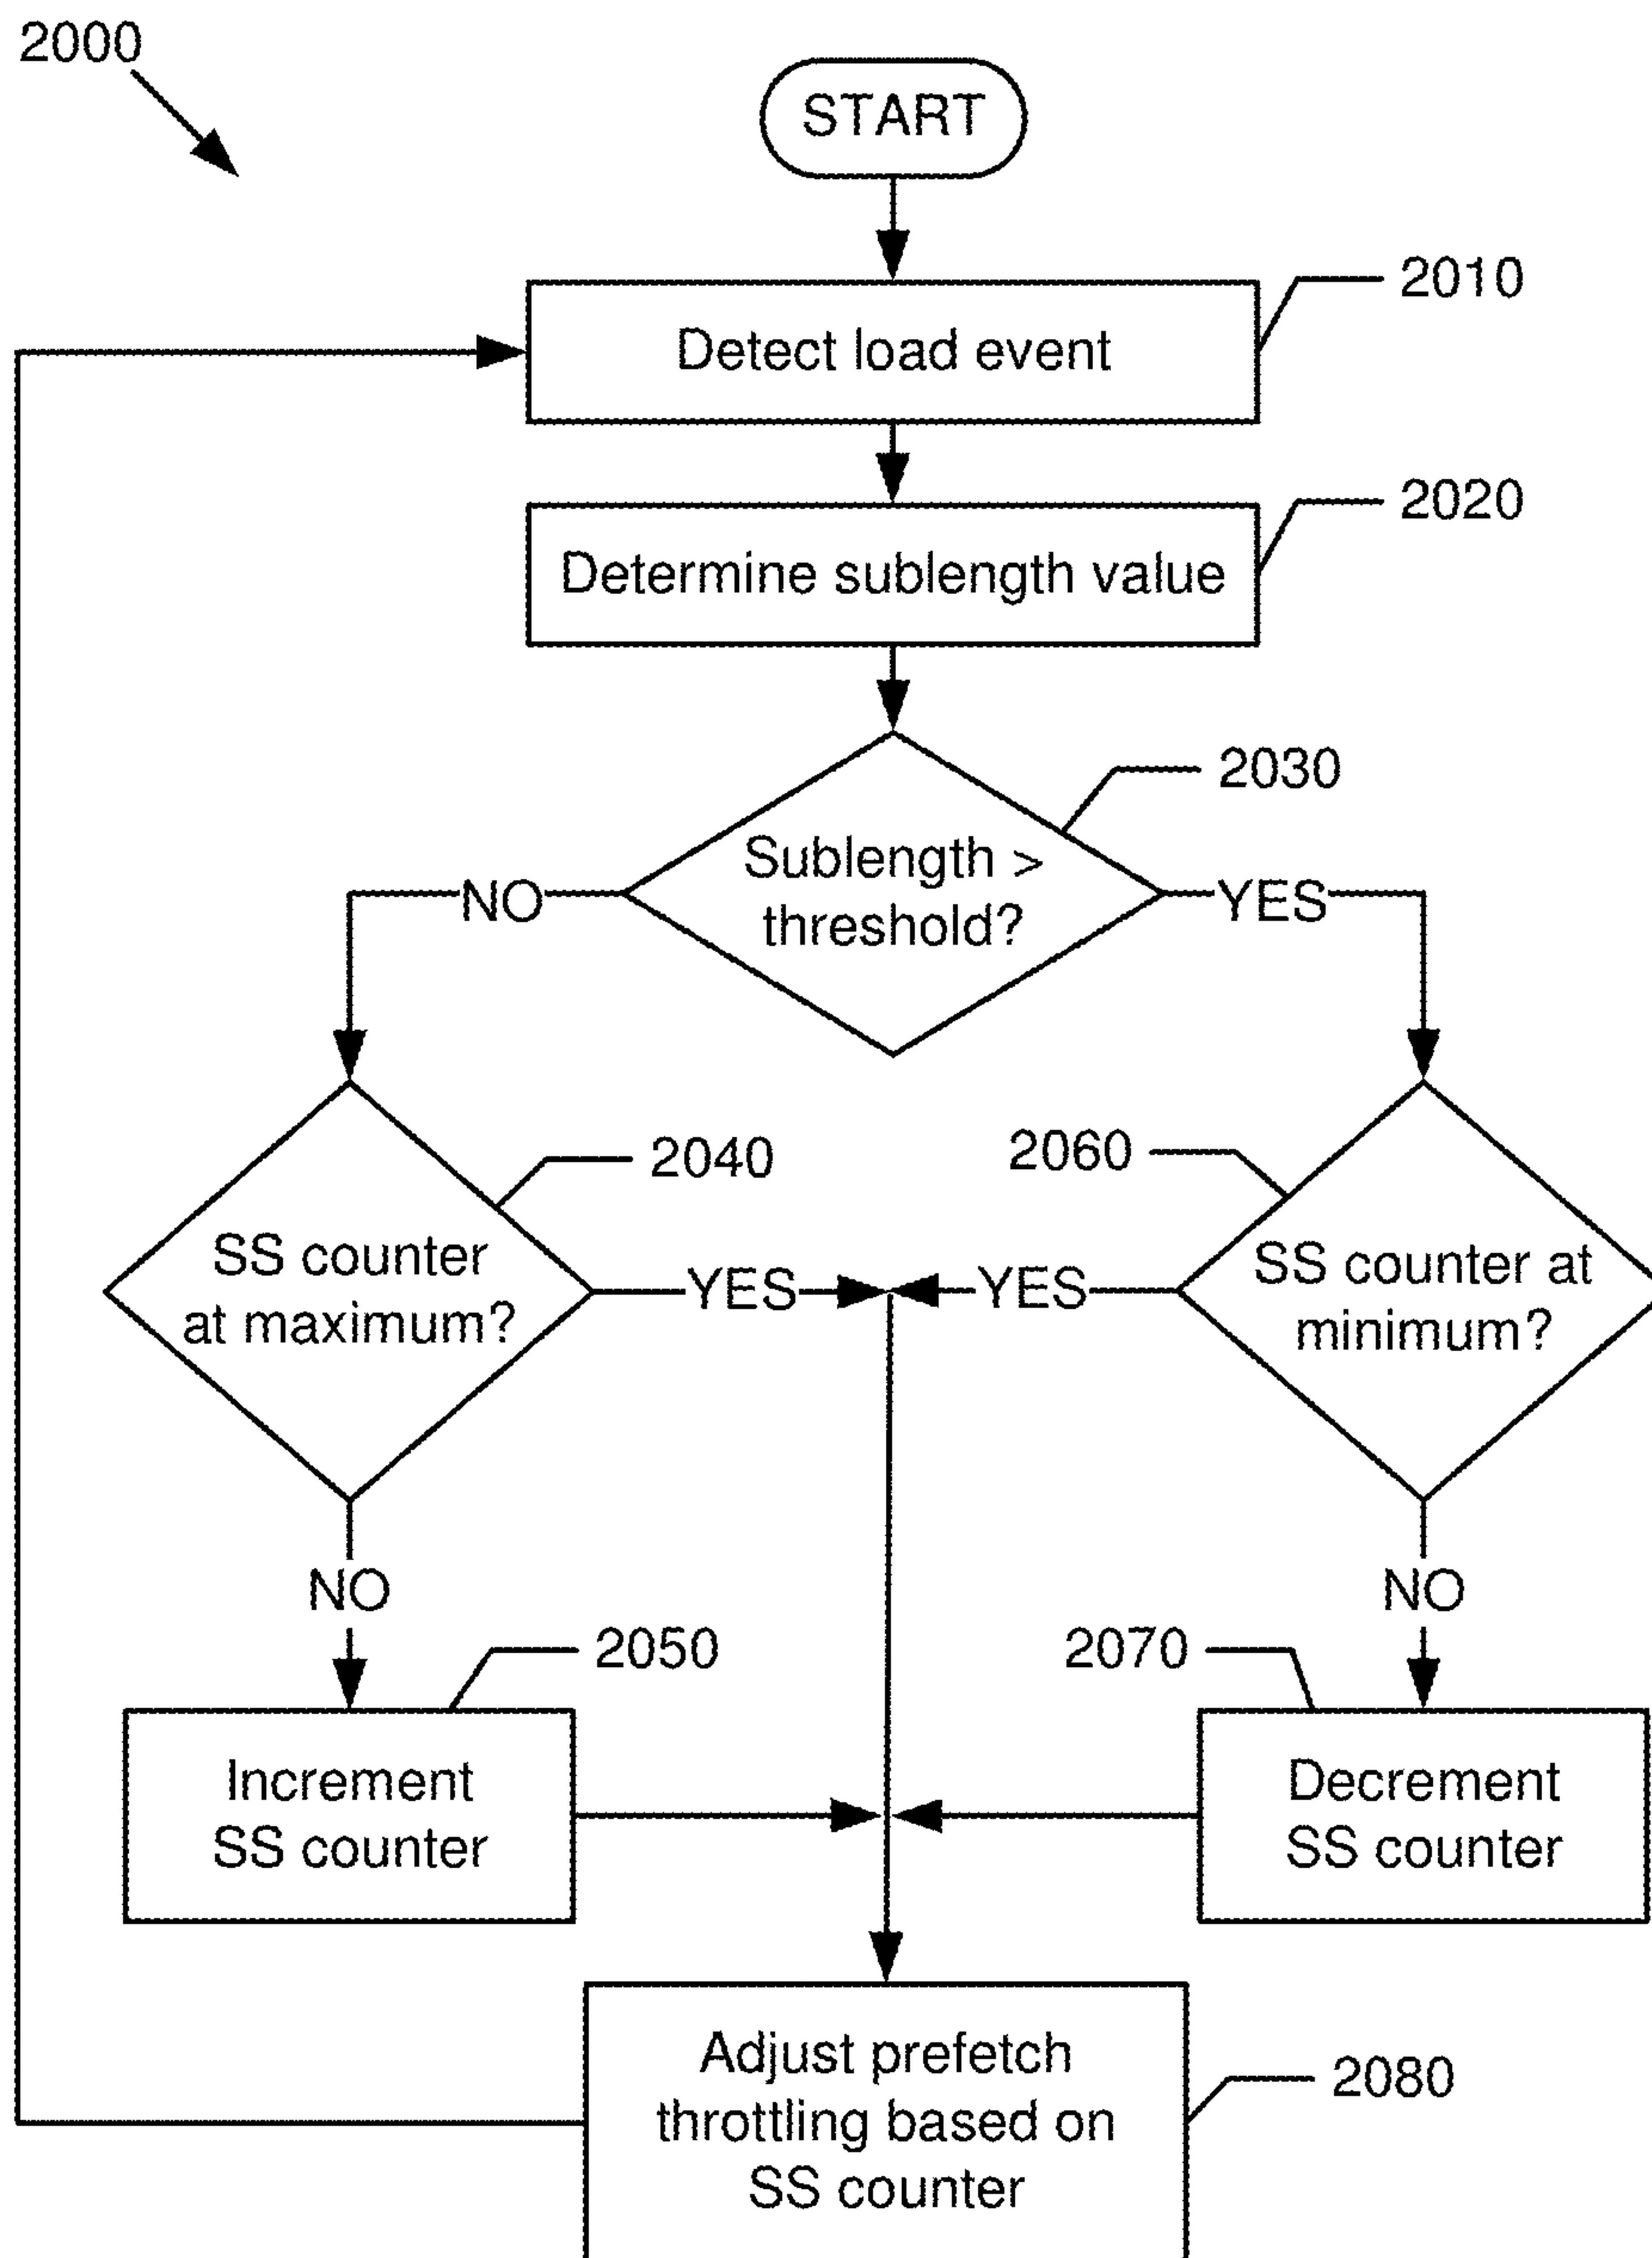 2000
START
2010
Detect load event
2020
Determine sublength value
2030
Sublength >
threshold?
NO
YES
2040
2060
SS counter
at maximum?
YES
YES
SS counter at
minimum?
NO
NO
2050
2070
Increment
SS counter
Decrement
SS counter
Adjust prefetch
throttling based on
SS counter
2080